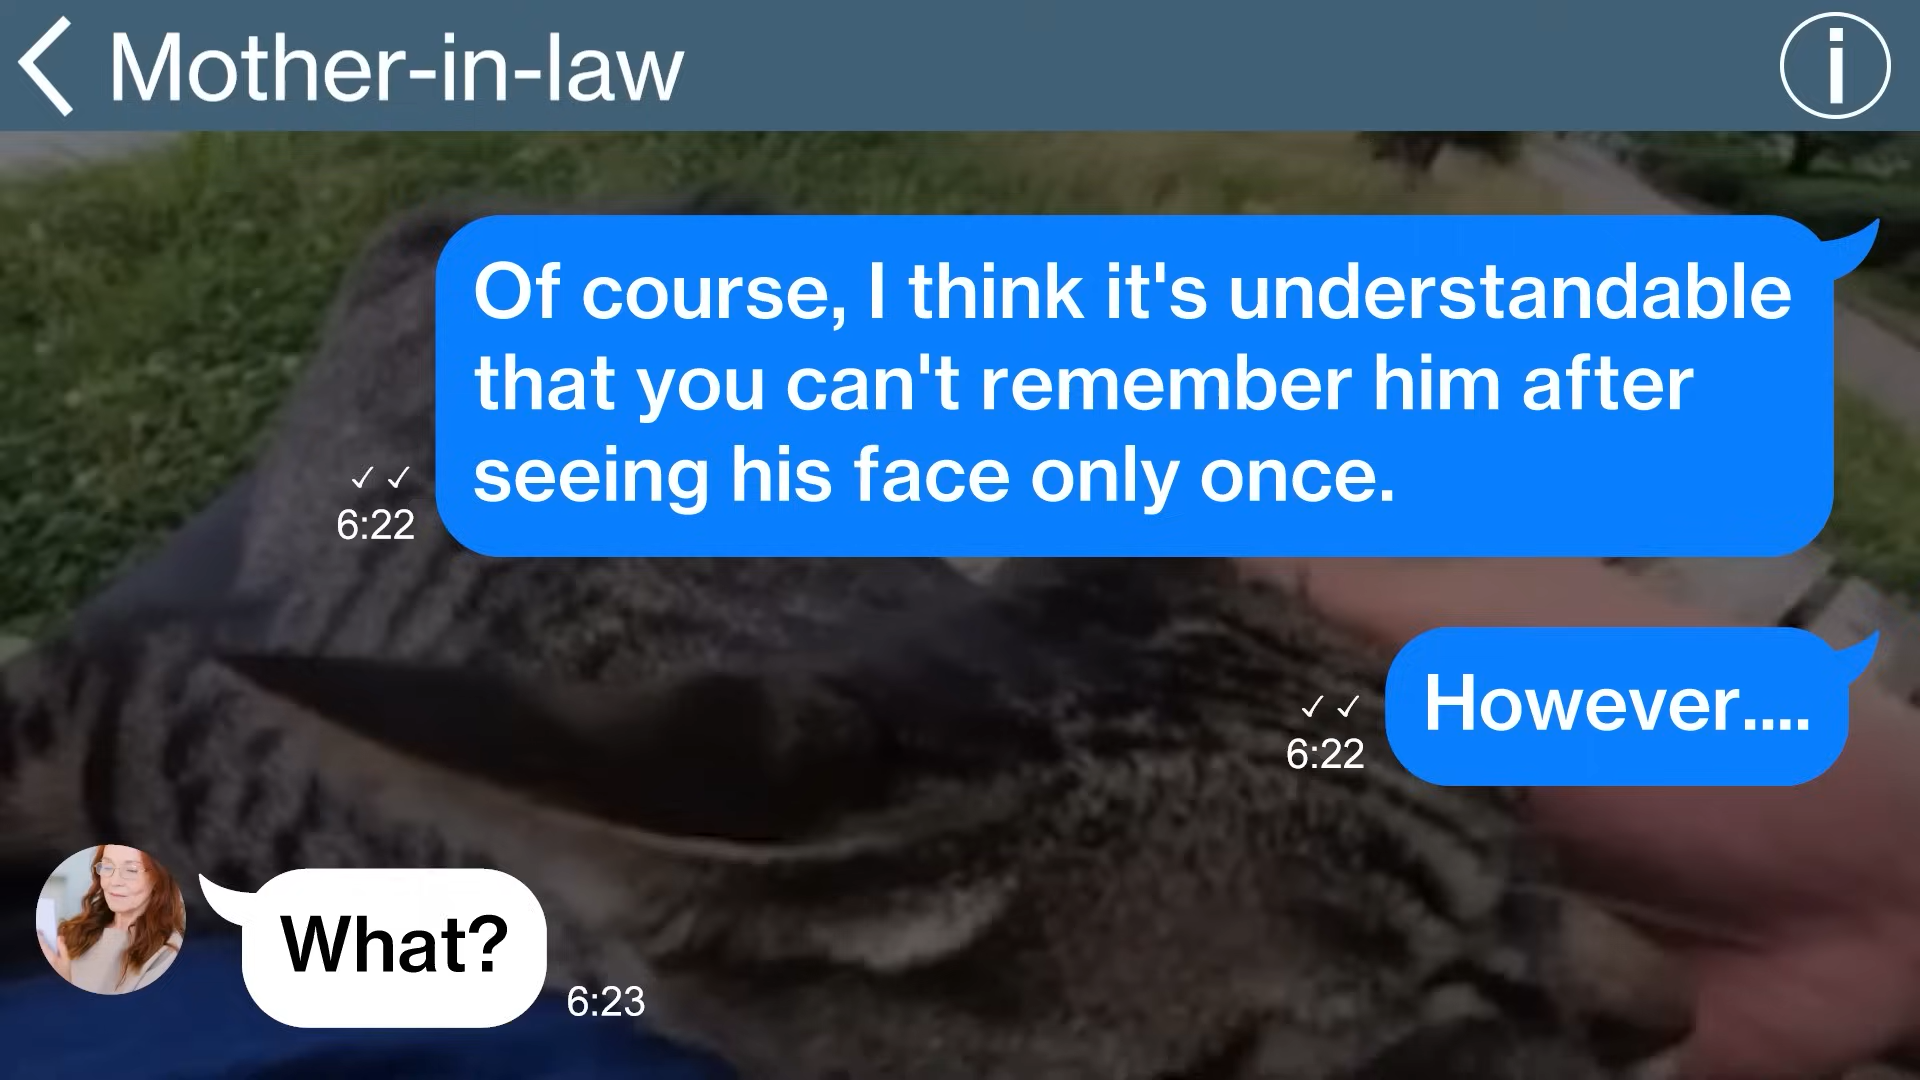 Mother-in-law
Of course, I think it's understandable
that you can't remember him after
seeing his face only once.
6:22
However....
6:22
What?
6:23